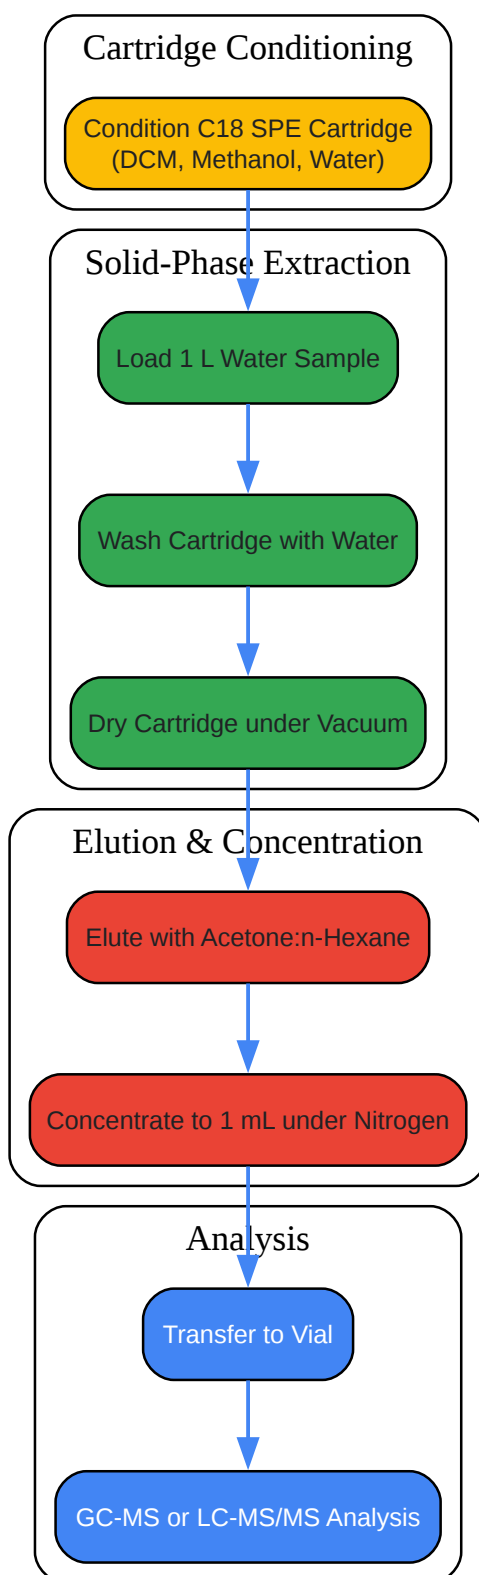 Cartridge Conditioning
Condition C18 SPE Cartridge
(DCM, Methanol, Water)
Solid-Phase Extraction
Load 1 L Water Sample
Wash Cartridge with Water
Dry Cartridge under Vacuum
Elution & Concentration
Elute with Acetone:n-Hexane
Concentrate to 1 mL under Nitrogen
Analysis
Transfer to Vial
GC-MS or LC-MS/MS Analysis